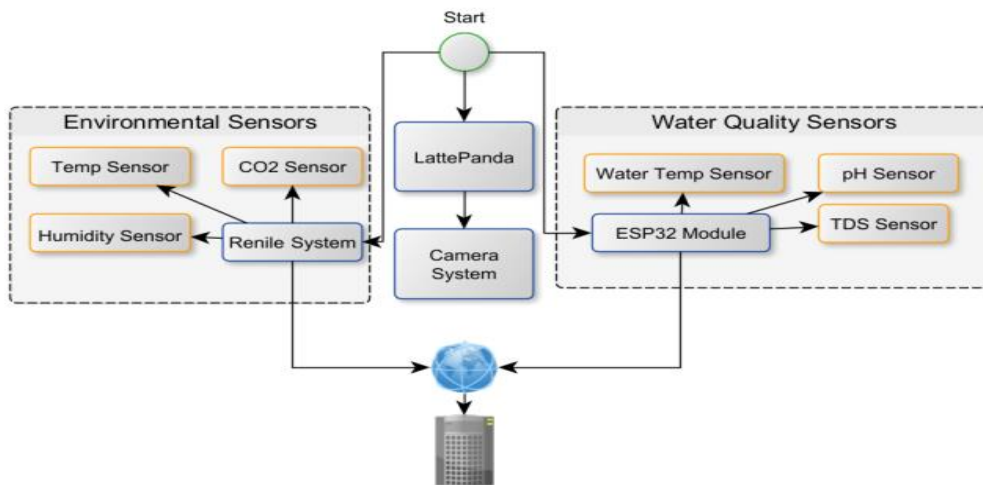 Start
Environmental Sensors
Temp Sensor
CO2 Sensor
Humidity Sensor
Renile System
LattePanda
Camera
System
Water Quality Sensors
Water Temp Sensor
pH Sensor
ESP32 Module
TDS Sensor